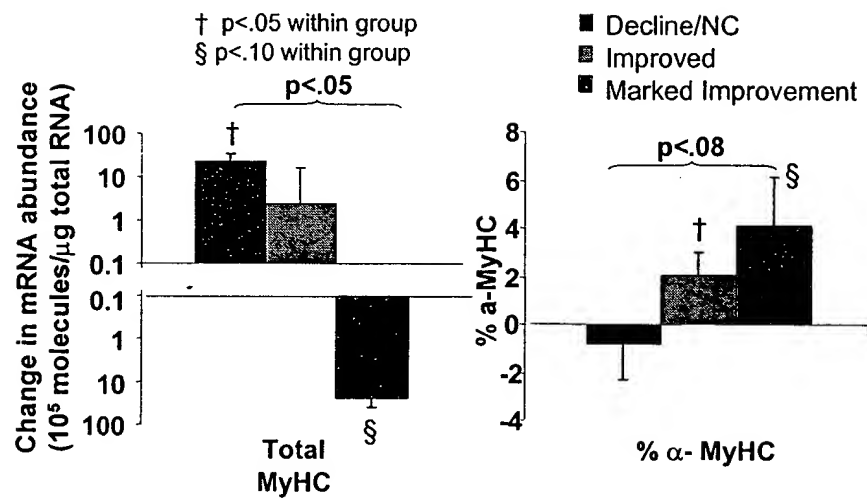 † p<.05 within group
§ p<.10 within group
p<.05
Change in mRNA abundance
(10⁵ molecules/µg total RNA)
100
10
1
0.1
0.1
1
10
100
†
§
Total
MyHC
Decline/NC
Improved
Marked Improvement
p<.08
% a-MyHC
8
6
4
2
0
-2
-4
†
§
% α- MyHC